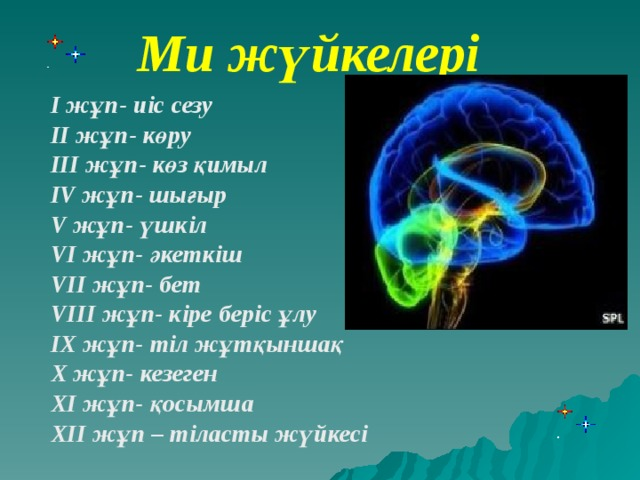 Ми жүйкелері
I жұп- иіс сезу
II жұп- көру
III жұп- көз қимыл
IV жұп- шығыр
V жұп- үшкіл
VI жұп- әкеткіш
VII жұп- бет
VIII жұп- кіре беріс ұлу
IX жұп- тіл жұтқыншақ
X жұп- кезеген
XI жұп- қосымша
XII жұп – тіласты жүйкесі
SPL